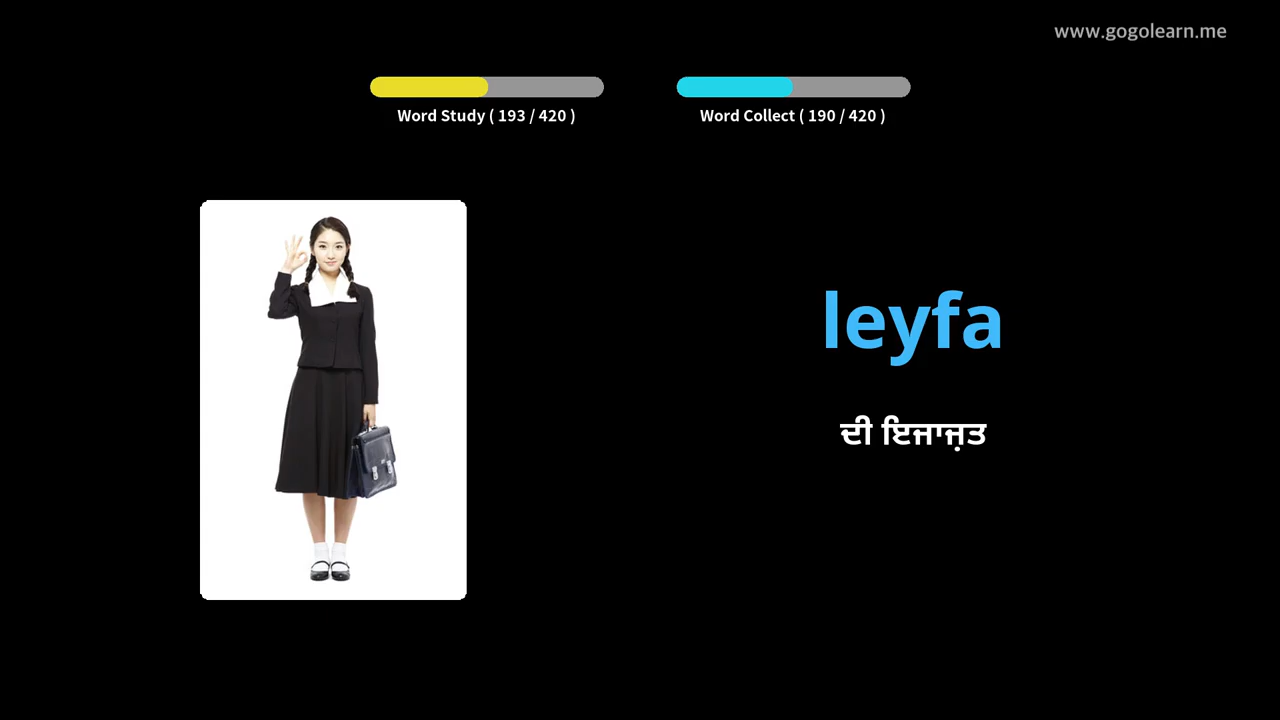 www.gogolearn.me
Word Study ( 193 / 420 )
Word Collect ( 190 / 420 )
leyfa
ਦੀ ਇਜਾਜ਼ਤ